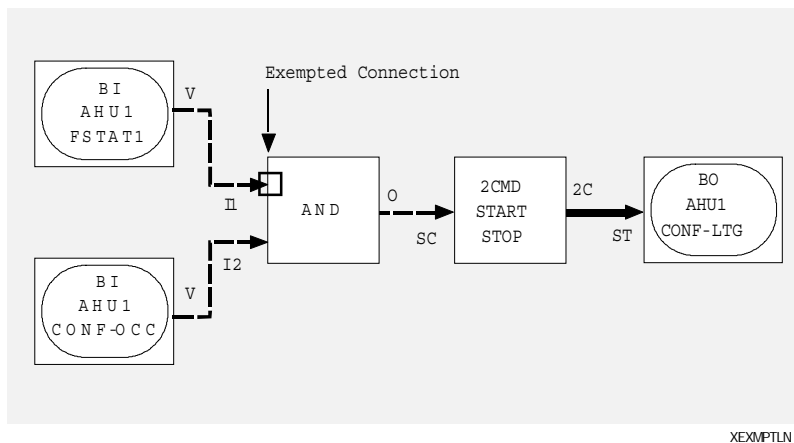 Exempted Connection
BI
AHU1
FSTAT1
V
I1
AND
O
SC
2CMD
START
STOP
2C
ST
BO
AHU1
CONF-LTG
I2
BI
AHU1
CONF-OCC
V
XEXMPTLN